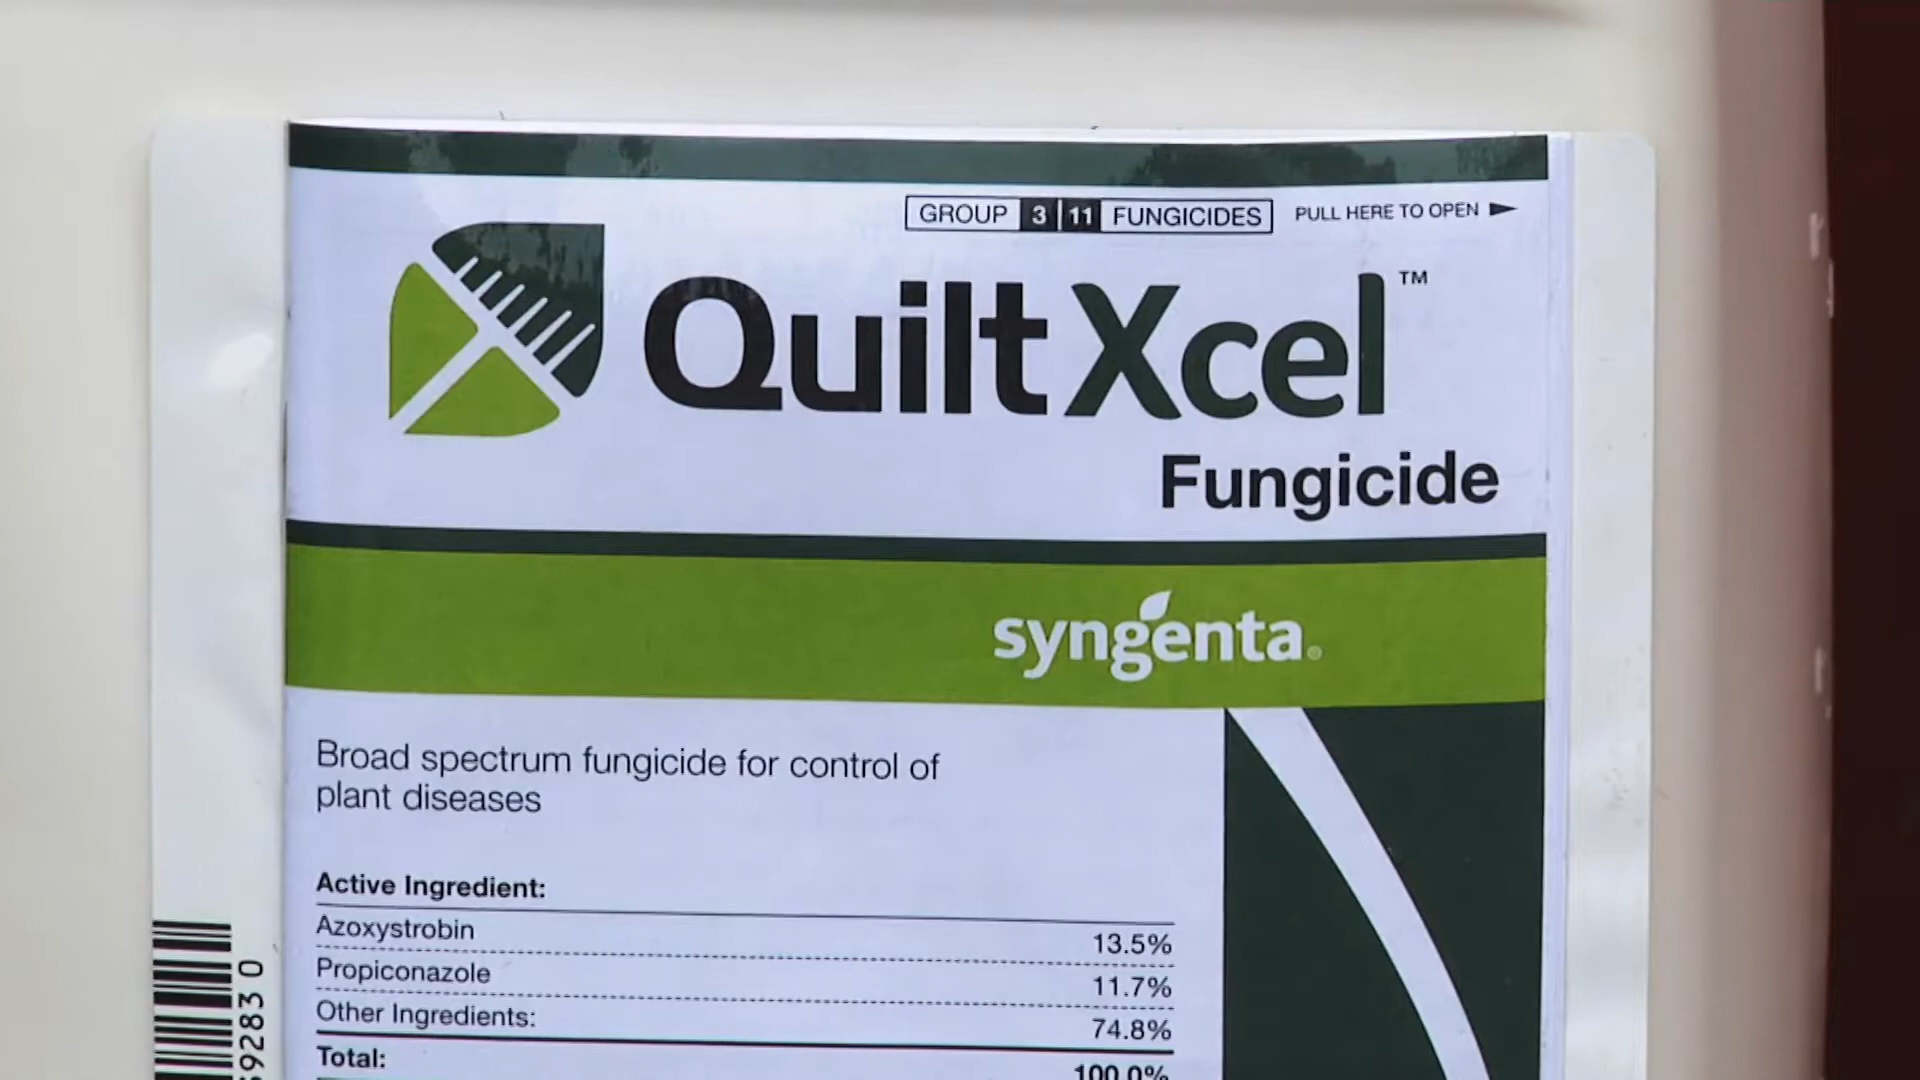 GROUP 3 11 FUNGICIDES PULL HERE TO OPEN
Quilt Xcel™
Fungicide
syngenta®
Broad spectrum fungicide for control of
plant diseases
Active Ingredient:
Azoxystrobin 13.5%
Propiconazole 11.7%
Other Ingredients: 74.8%
Total: 100.0%
92830